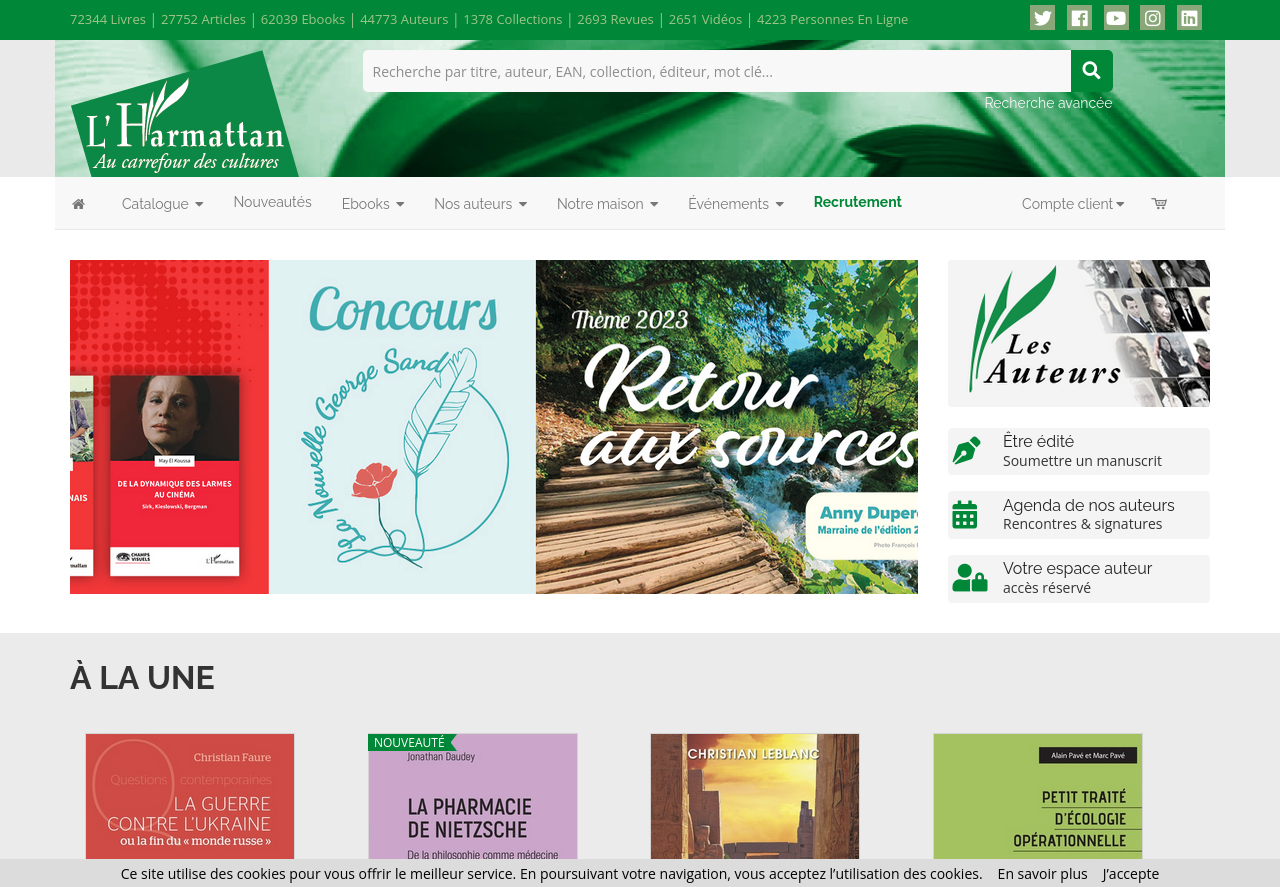 72344 Livres | 27752 Articles | 62039 Ebooks | 44773 Auteurs | 1378 Collections | 2693 Revues | 2651 Vidéos | 4223 Personnes En Ligne
L'Harmattan
Au carrefour des cultures
Recherche par titre, auteur, EAN, collection, éditeur, mot clé...
Recherche avancée
Catalogue
Nouveautés
Ebooks
Nos auteurs
Notre maison
Événements
Recrutement
Compte client
May El Koussa
DE LA DYNAMIQUE DES LARMES
AU CINÉMA
Sirk, Kieslowski, Bergman
CHAMPS
VISUELS
L'Harmattan
Concours
Le La Nouvelle George Sand
Thème 2023
Retour
aux sources
Anny Duper
Marraine de l'édition 2
Photo François
Les
Auteurs
Être édité
Soumettre un manuscrit
Agenda de nos auteurs
Rencontres & signatures
Votre espace auteur
accès réservé
À LA UNE
Christian Faure
Questions contemporaines
LA GUERRE
CONTRE L'UKRAINE
ou la fin du « monde russe »
NOUVEAUTÉ
Jonathan Daudey
LA PHARMACIE
DE NIETZSCHE
De la philosophie comme médecine
CHRISTIAN LEBLANC
Alain Pavé et Marc Pavé
PETIT TRAITÉ
D'ÉCOLOGIE
OPÉRATIONNELLE
Ce site utilise des cookies pour vous offrir le meilleur service. En poursuivant votre navigation, vous acceptez l'utilisation des cookies. En savoir plus J'accepte